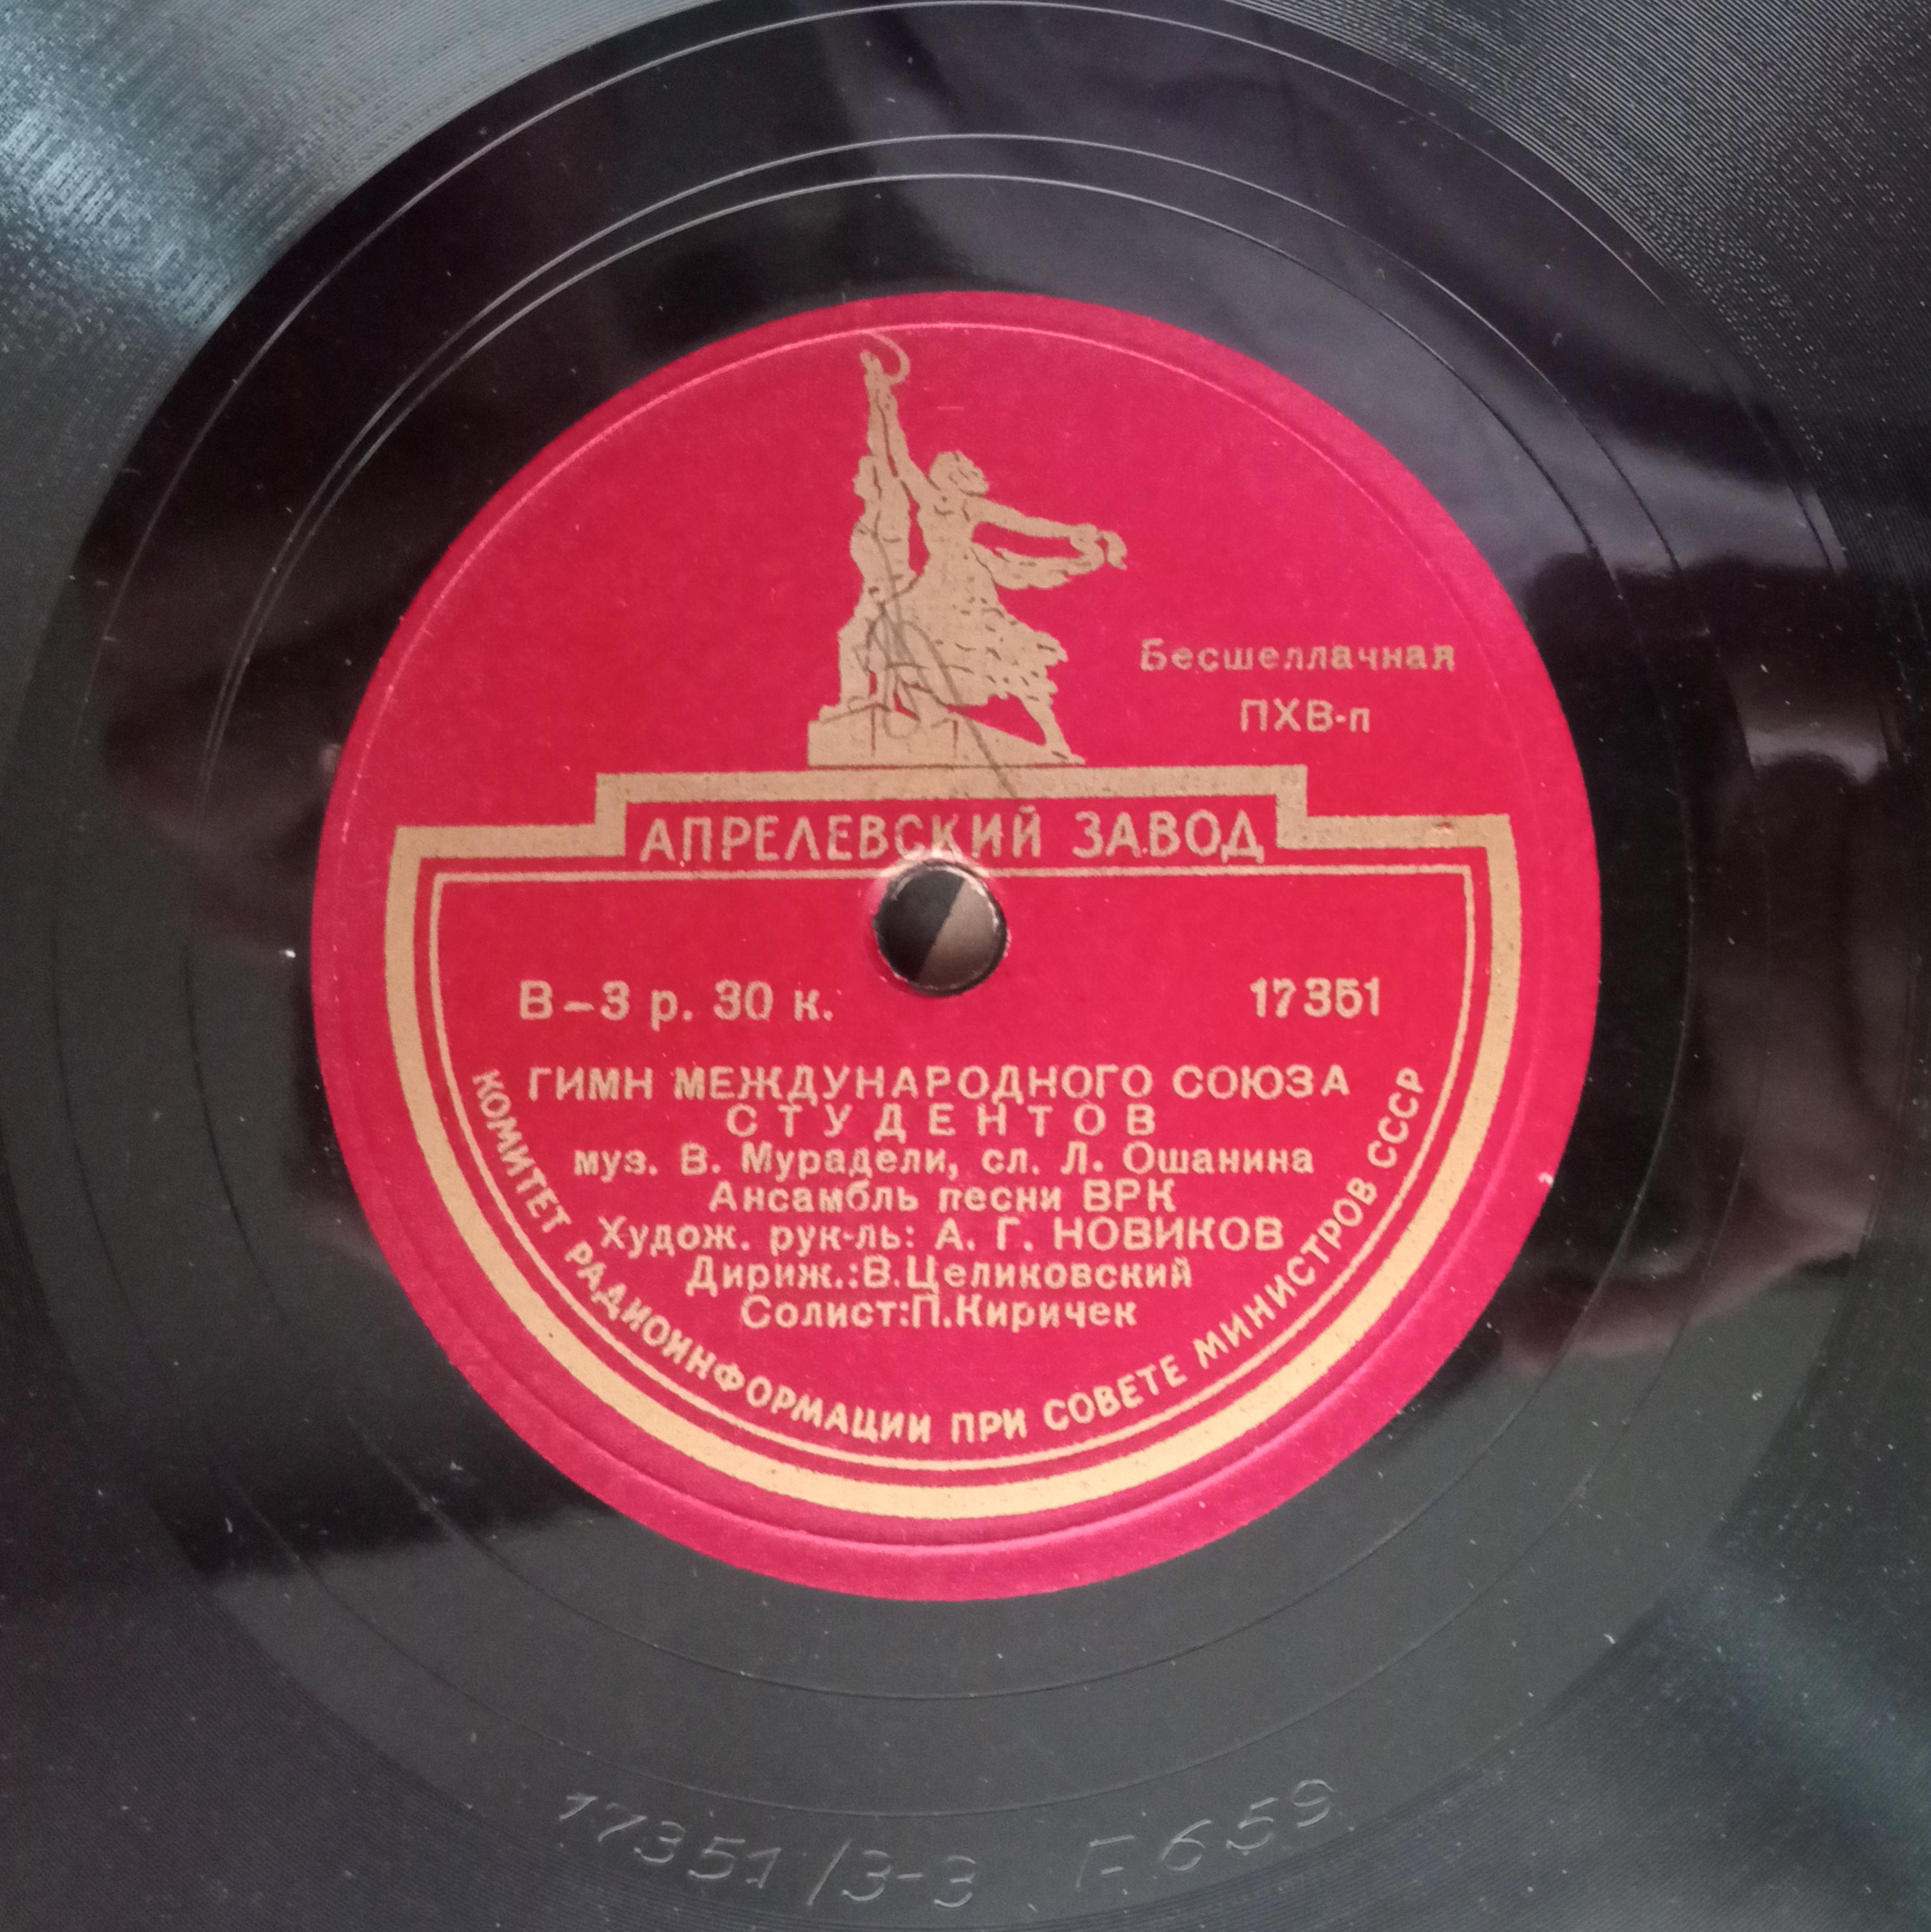 Бесшеллачная
ПХВ-п
АПРЕЛЕВСКИЙ ЗАВОД
В-3 р. 30 к. 17351
ГИМН МЕЖДУНАРОДНОГО СОЮЗА
СТУДЕНТОВ
муз. В. Мурадели, сл. Л. Ошанина
Ансамбль песни ВРК
Худож. рук-ль: А. Г. НОВИКОВ
Дириж.:В.Целиковский
Солист:П.Киричек
КОМИТЕТ РАДИОИНФОРМАЦИИ ПРИ СОВЕТЕ МИНИСТРОВ СССР
17351/3-3 F659